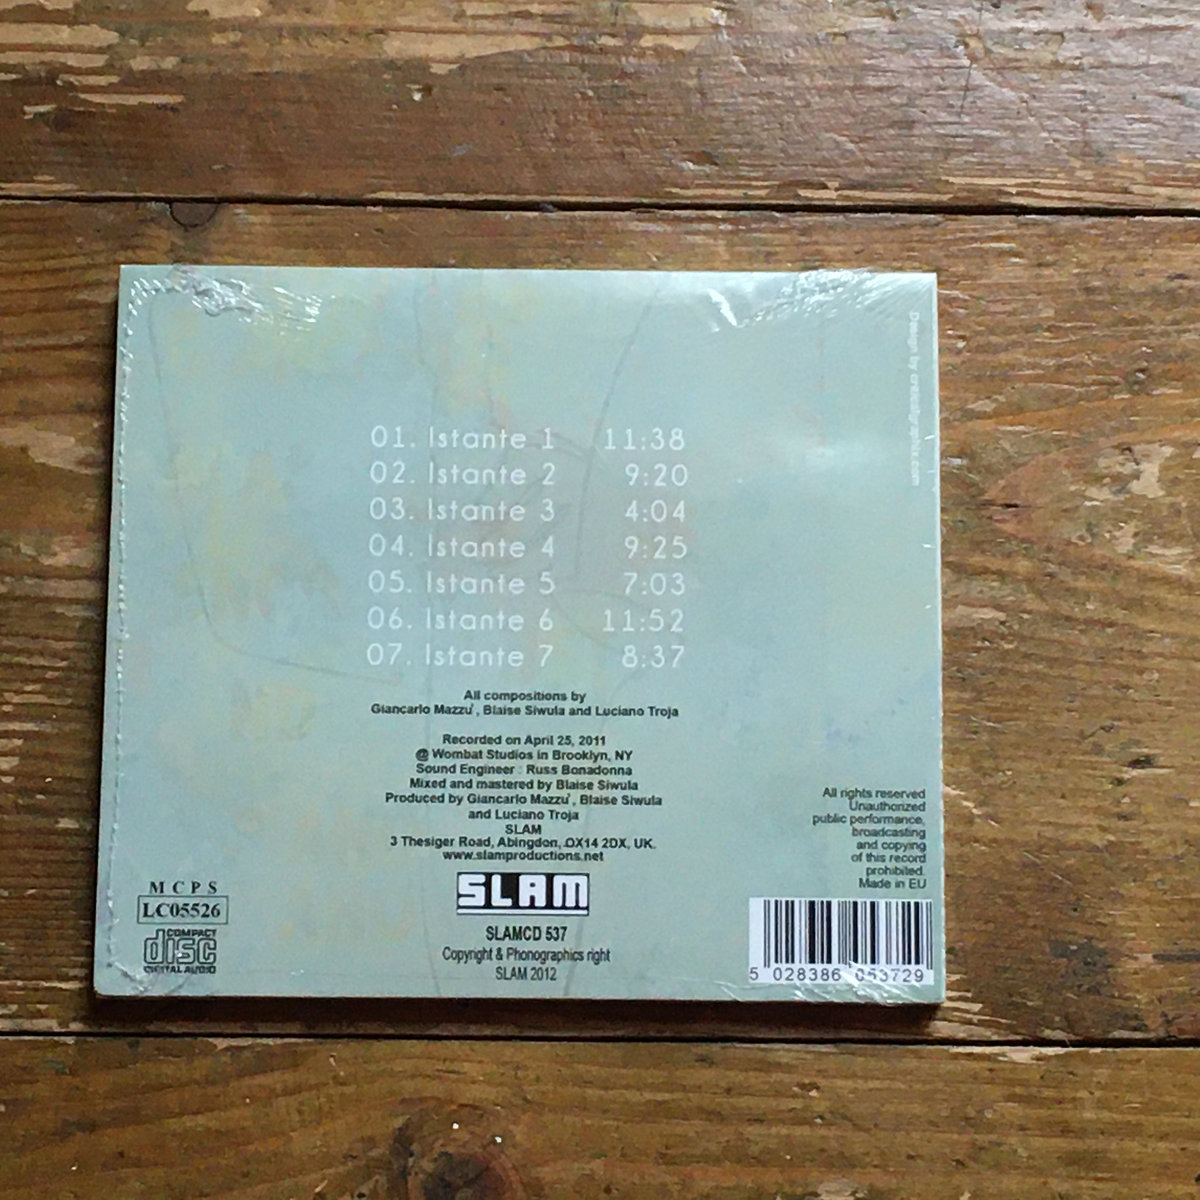 01. Istante 1 11:38
02. Istante 2 9:20
03. Istante 3 4:04
04. Istante 4 9:25
05. Istante 5 7:03
06. Istante 6 11:52
07. Istante 7 8:37
All compositions by
Giancarlo Mazzu', Blaise Siwula and Luciano Troja
Recorded on April 25, 2011
@ Wombat Studios in Brooklyn, NY
Sound Engineer : Russ Bonadonna
Mixed and mastered by Blaise Siwula
Produced by Giancarlo Mazzu', Blaise Siwula
and Luciano Troja
SLAM
3 Thesiger Road, Abingdon, OX14 2DX, UK.
www.slamproductions.net
SLAM
SLAMCD 537
Copyright & Phonographics right
SLAM 2012
M C P S
LC05526
COMPACT
disc
DIGITAL AUDIO
Design by
All rights reserved
Unauthorized
public performance,
broadcasting
and copying
of this record
prohibited.
Made in EU
5 028386 053729